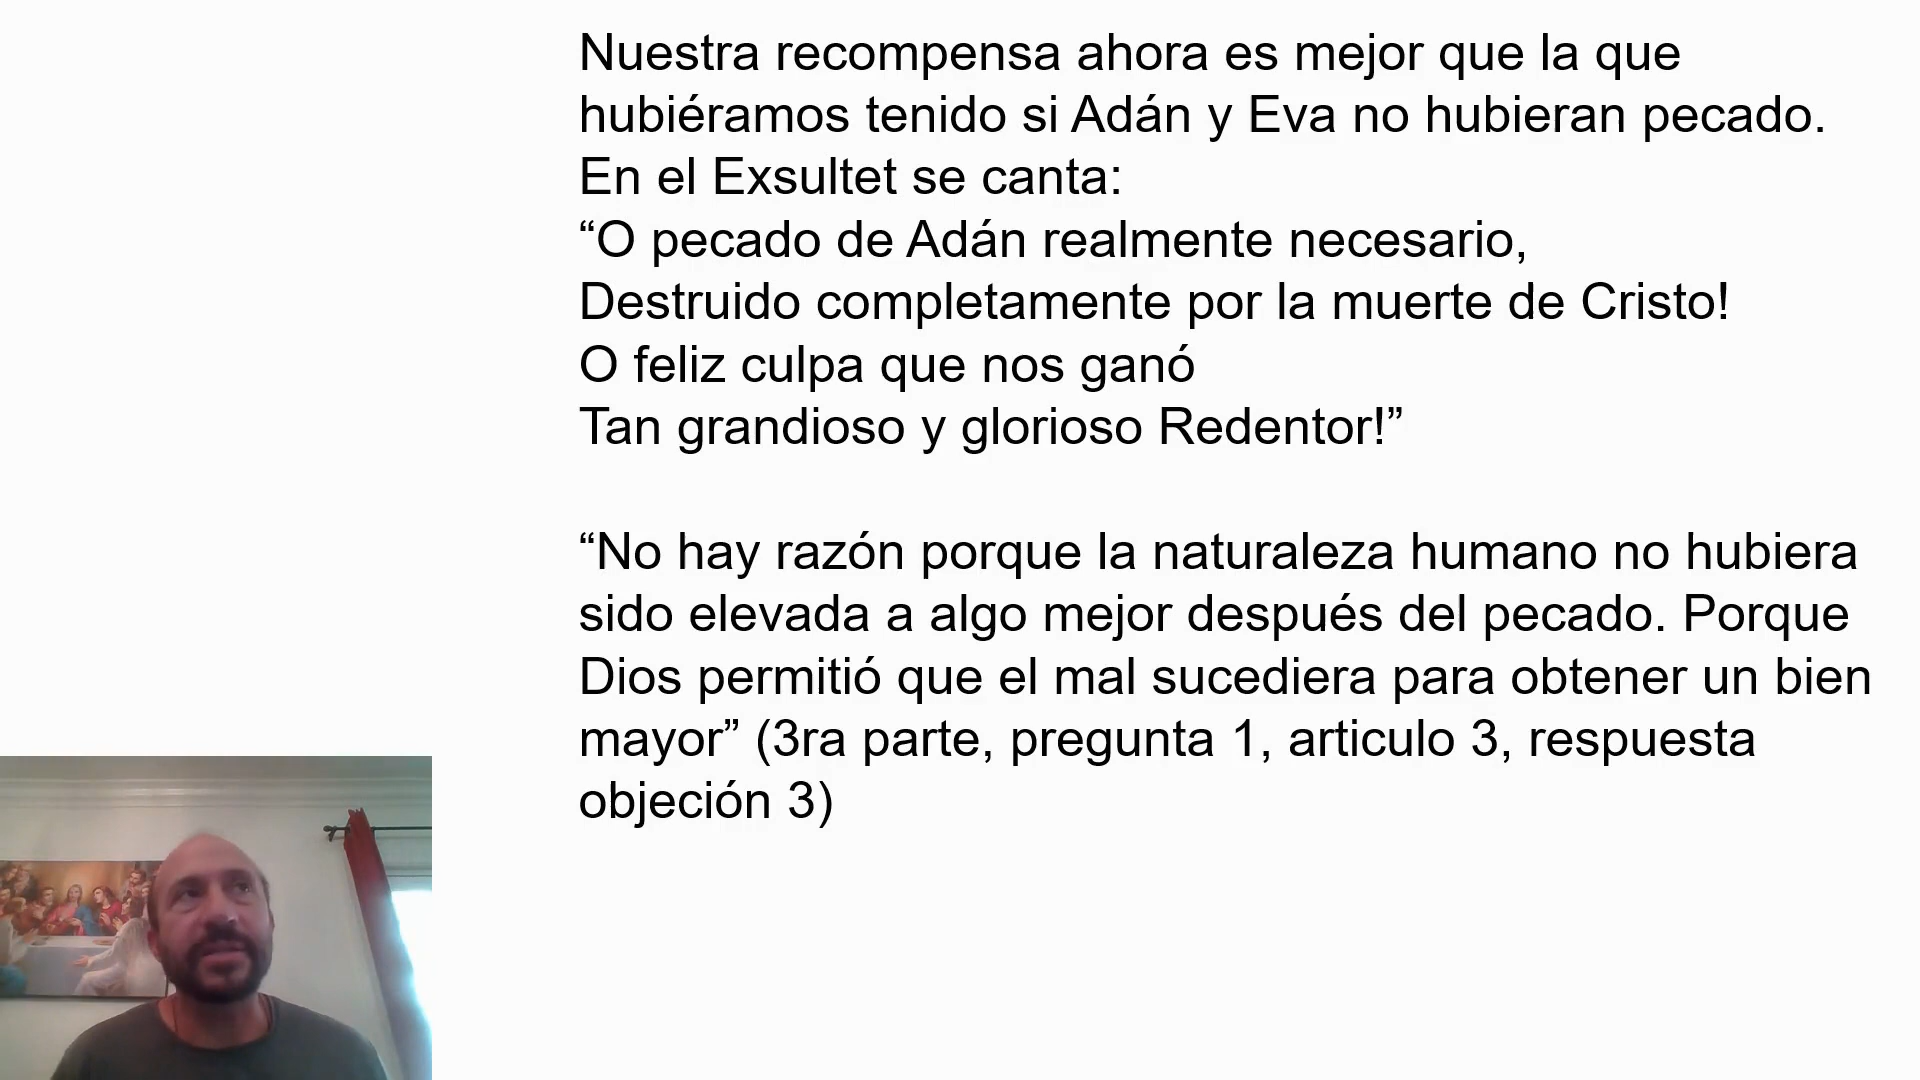 Nuestra recompensa ahora es mejor que la que
hubiéramos tenido si Adán y Eva no hubieran pecado.
En el Exsultet se canta:
“O pecado de Adán realmente necesario,
Destruido completamente por la muerte de Cristo!
O feliz culpa que nos ganó
Tan grandioso y glorioso Redentor!”
“No hay razón porque la naturaleza humano no hubiera
sido elevada a algo mejor después del pecado. Porque
Dios permitió que el mal sucediera para obtener un bien
mayor” (3ra parte, pregunta 1, articulo 3, respuesta
objeción 3)